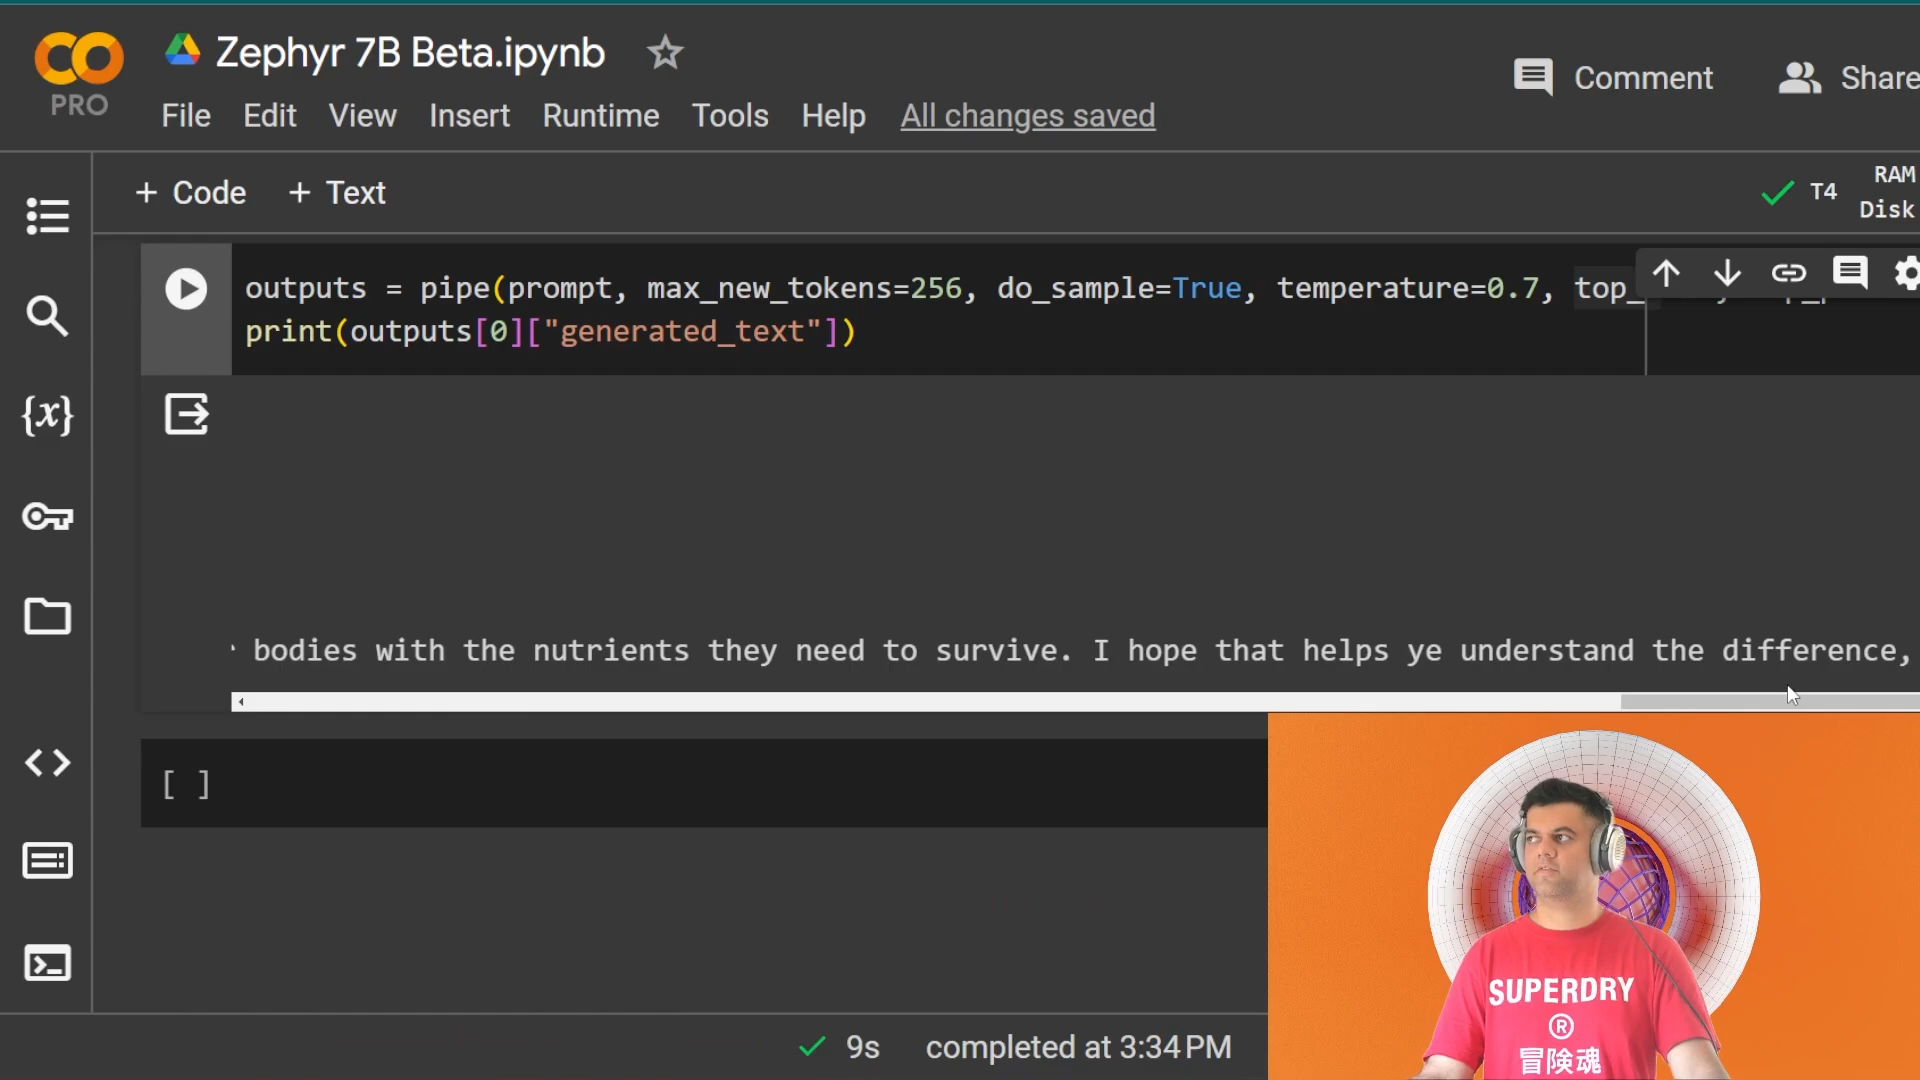 Zephyr 7B Beta.ipynb
PRO
File Edit View Insert Runtime Tools Help All changes saved
Comment
Share
+ Code + Text
T4
RAM
Disk
outputs = pipe(prompt, max_new_tokens=256, do_sample=True, temperature=0.7, top_
print(outputs[0]["generated_text"])
{x}
bodies with the nutrients they need to survive. I hope that helps ye understand the difference,
[ ]
9s completed at 3:34 PM
SUPERDRY
®
冒険魂